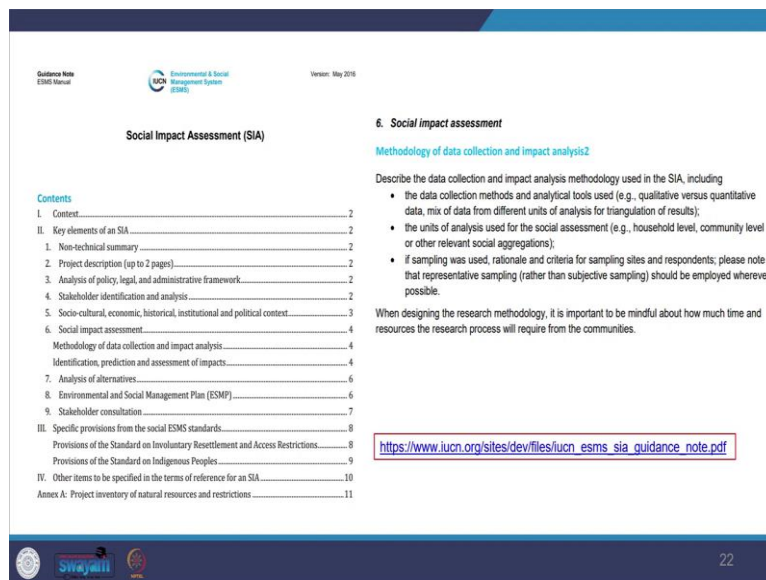 Guidance Note
ESMS Manual
IUCN
Environmental & Social
Management System
(ESMS)
Version: May 2016
Social Impact Assessment (SIA)
Contents
I. Context 2
II. Key elements of an SIA 2
1. Non-technical summary 2
2. Project description (up to 2 pages) 2
3. Analysis of policy, legal, and administrative framework 2
4. Stakeholder identification and analysis 2
5. Socio-cultural, economic, historical, institutional and political context 3
6. Social impact assessment 4
Methodology of data collection and impact analysis 4
Identification, prediction and assessment of impacts 4
7. Analysis of alternatives 6
8. Environmental and Social Management Plan (ESMP) 6
9. Stakeholder consultation 7
III. Specific provisions from the social ESMS standards 8
Provisions of the Standard on Involuntary Resettlement and Access Restrictions 8
Provisions of the Standard on Indigenous Peoples 9
IV. Other items to be specified in the terms of reference for an SIA 10
Annex A: Project inventory of natural resources and restrictions 11
6. Social impact assessment
Methodology of data collection and impact analysis2
Describe the data collection and impact analysis methodology used in the SIA, including
• the data collection methods and analytical tools used (e.g., qualitative versus quantitative
data, mix of data from different units of analysis for triangulation of results);
• the units of analysis used for the social assessment (e.g., household level, community level
or other relevant social aggregations);
• if sampling was used, rationale and criteria for sampling sites and respondents; please note
that representative sampling (rather than subjective sampling) should be employed whereve
possible.
When designing the research methodology, it is important to be mindful about how much time and
resources the research process will require from the communities.
https://www.iucn.org/sites/dev/files/iucn_esms_sia_guidance_note.pdf
swayam
NPTEL
22